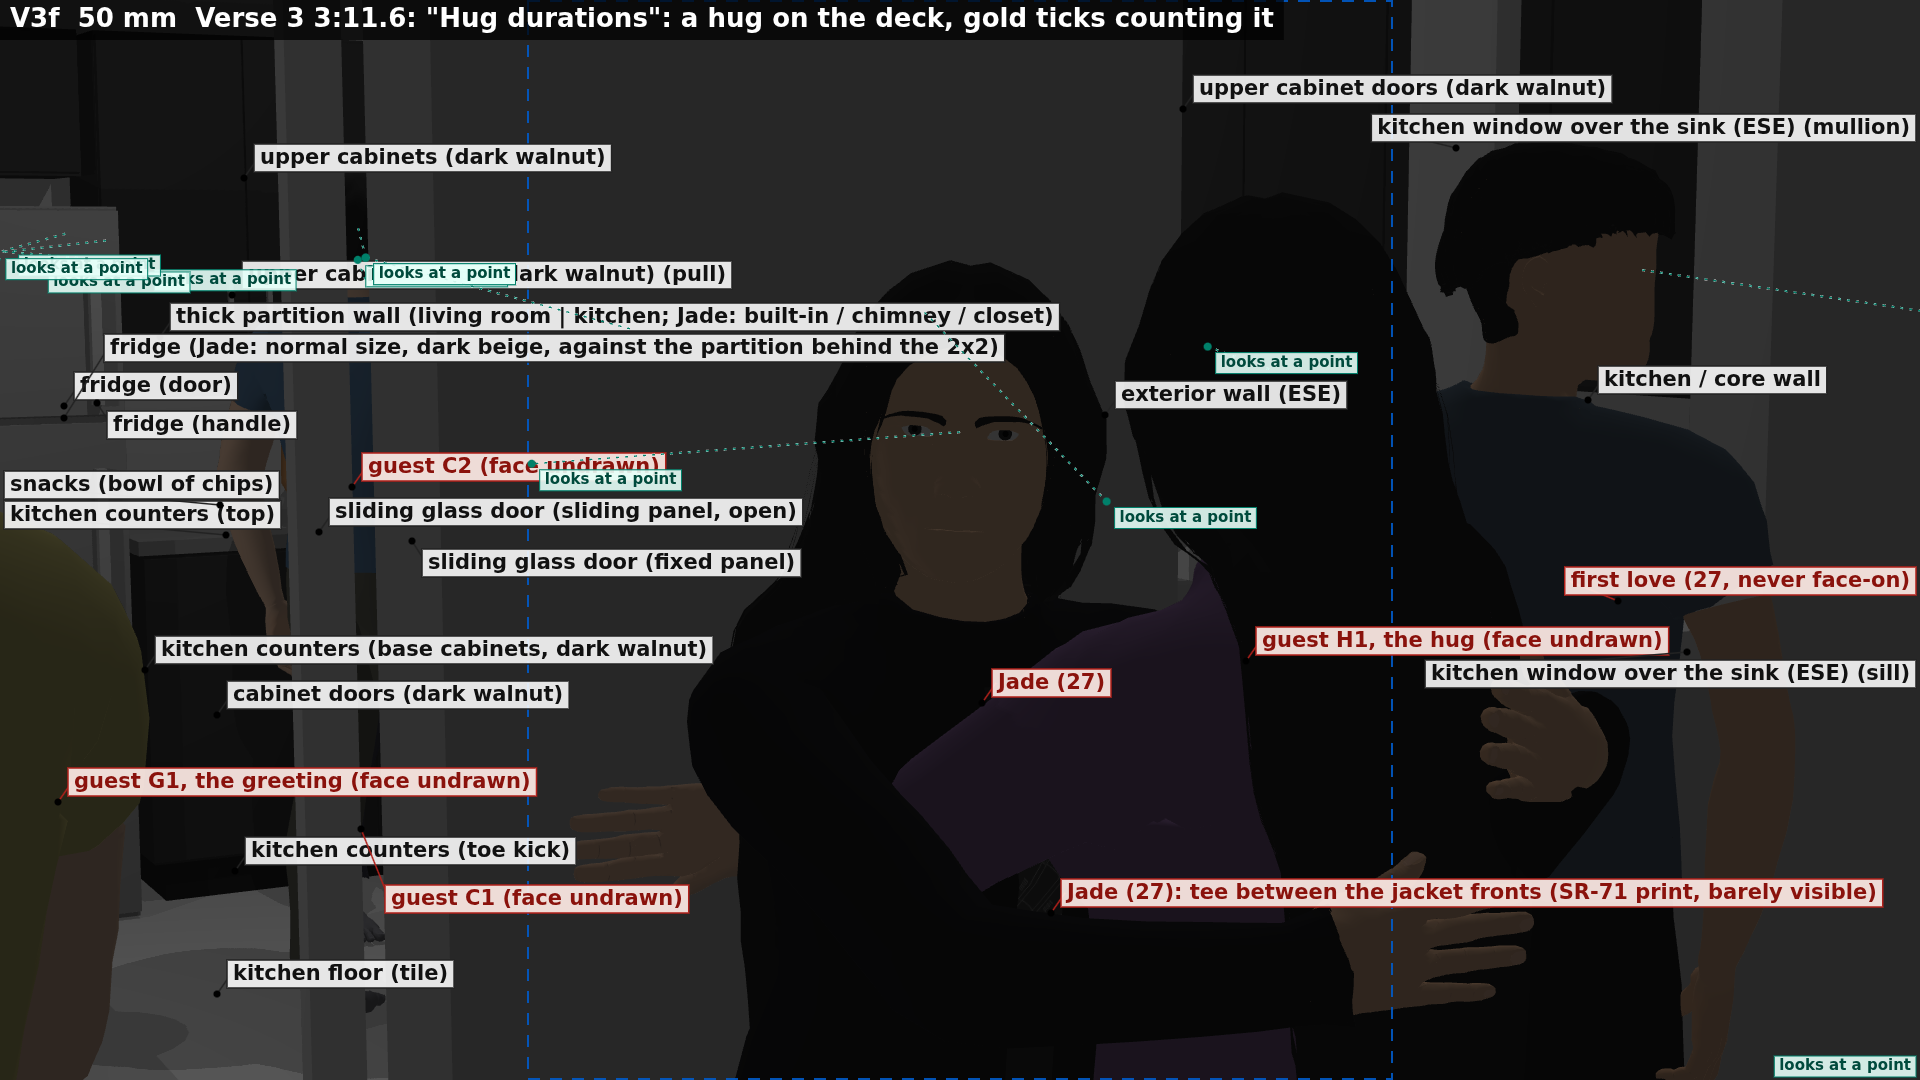 V3f 50 mm Verse 3 3:11.6: "Hug durations": a hug on the deck, gold ticks counting it
upper cabinet doors (dark walnut)
kitchen window over the sink (ESE) (mullion)
upper cabinets (dark walnut)
looks at a point
looks at a point
looks at a point
(pull)
thick partition wall (living room | kitchen; Jade: built-in / chimney / closet)
fridge (Jade: normal size, dark beige, against the partition behind the 2x2)
looks at a point
fridge (door)
kitchen / core wall
exterior wall (ESE)
fridge (handle)
guest C2 (face undrawn)
looks at a point
snacks (bowl of chips)
kitchen counters (top)
sliding glass door (sliding panel, open)
looks at a point
sliding glass door (fixed panel)
first love (27, never face-on)
guest H1, the hug (face undrawn)
kitchen counters (base cabinets, dark walnut)
kitchen window over the sink (ESE) (sill)
Jade (27)
cabinet doors (dark walnut)
guest G1, the greeting (face undrawn)
kitchen counters (toe kick)
guest C1 (face undrawn)
Jade (27): tee between the jacket fronts (SR-71 print, barely visible)
kitchen floor (tile)
looks at a point